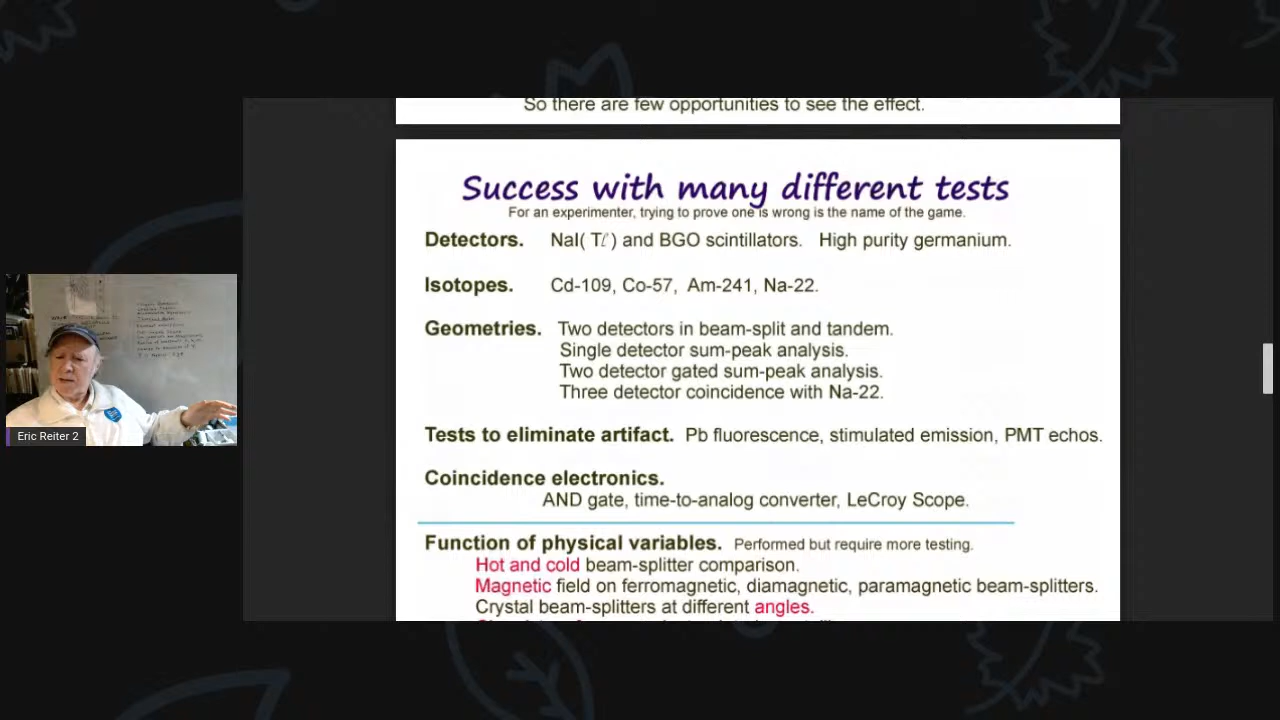 So there are few opportunities to see the effect.
Success with many different tests
For an experimenter, trying to prove one is wrong is the name of the game.
Detectors. NaI( Tℓ ) and BGO scintillators. High purity germanium.
Isotopes. Cd-109, Co-57, Am-241, Na-22.
Geometries. Two detectors in beam-split and tandem.
Single detector sum-peak analysis.
Two detector gated sum-peak analysis.
Three detector coincidence with Na-22.
Tests to eliminate artifact. Pb fluorescence, stimulated emission, PMT echos.
Coincidence electronics.
AND gate, time-to-analog converter, LeCroy Scope.
Function of physical variables. Performed but require more testing.
Hot and cold beam-splitter comparison.
Magnetic field on ferromagnetic, diamagnetic, paramagnetic beam-splitters.
Crystal beam-splitters at different angles.
Eric Reiter 2